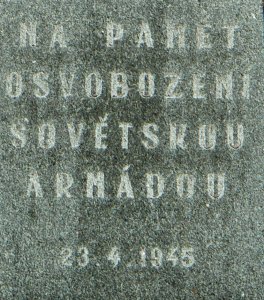 NA PAMĚT
OSVOBOZENÍ
SOVĚTSKOU
ARMÁDOU
23.4.1945